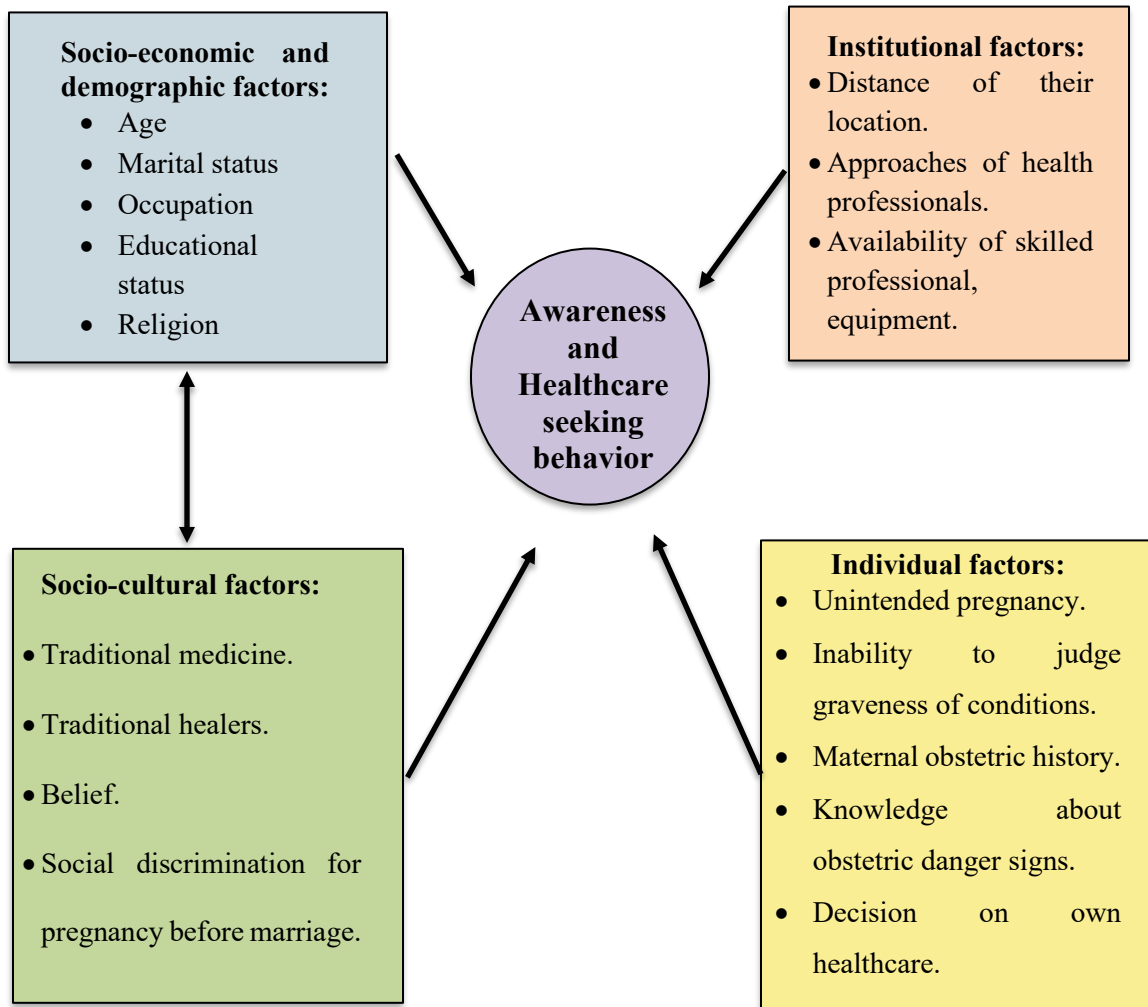 Socio-economic and
demographic factors:
• Age
• Marital status
• Occupation
• Educational
status
• Religion
Institutional factors:
• Distance of their
location.
• Approaches of health
professionals.
• Availability of skilled
professional,
equipment.
Awareness
and
Healthcare
seeking
behavior
Socio-cultural factors:
• Traditional medicine.
• Traditional healers.
• Belief.
• Social discrimination for
pregnancy before marriage.
Individual factors:
• Unintended pregnancy.
• Inability to judge
graveness of conditions.
• Maternal obstetric history.
• Knowledge about
obstetric danger signs.
• Decision on own
healthcare.